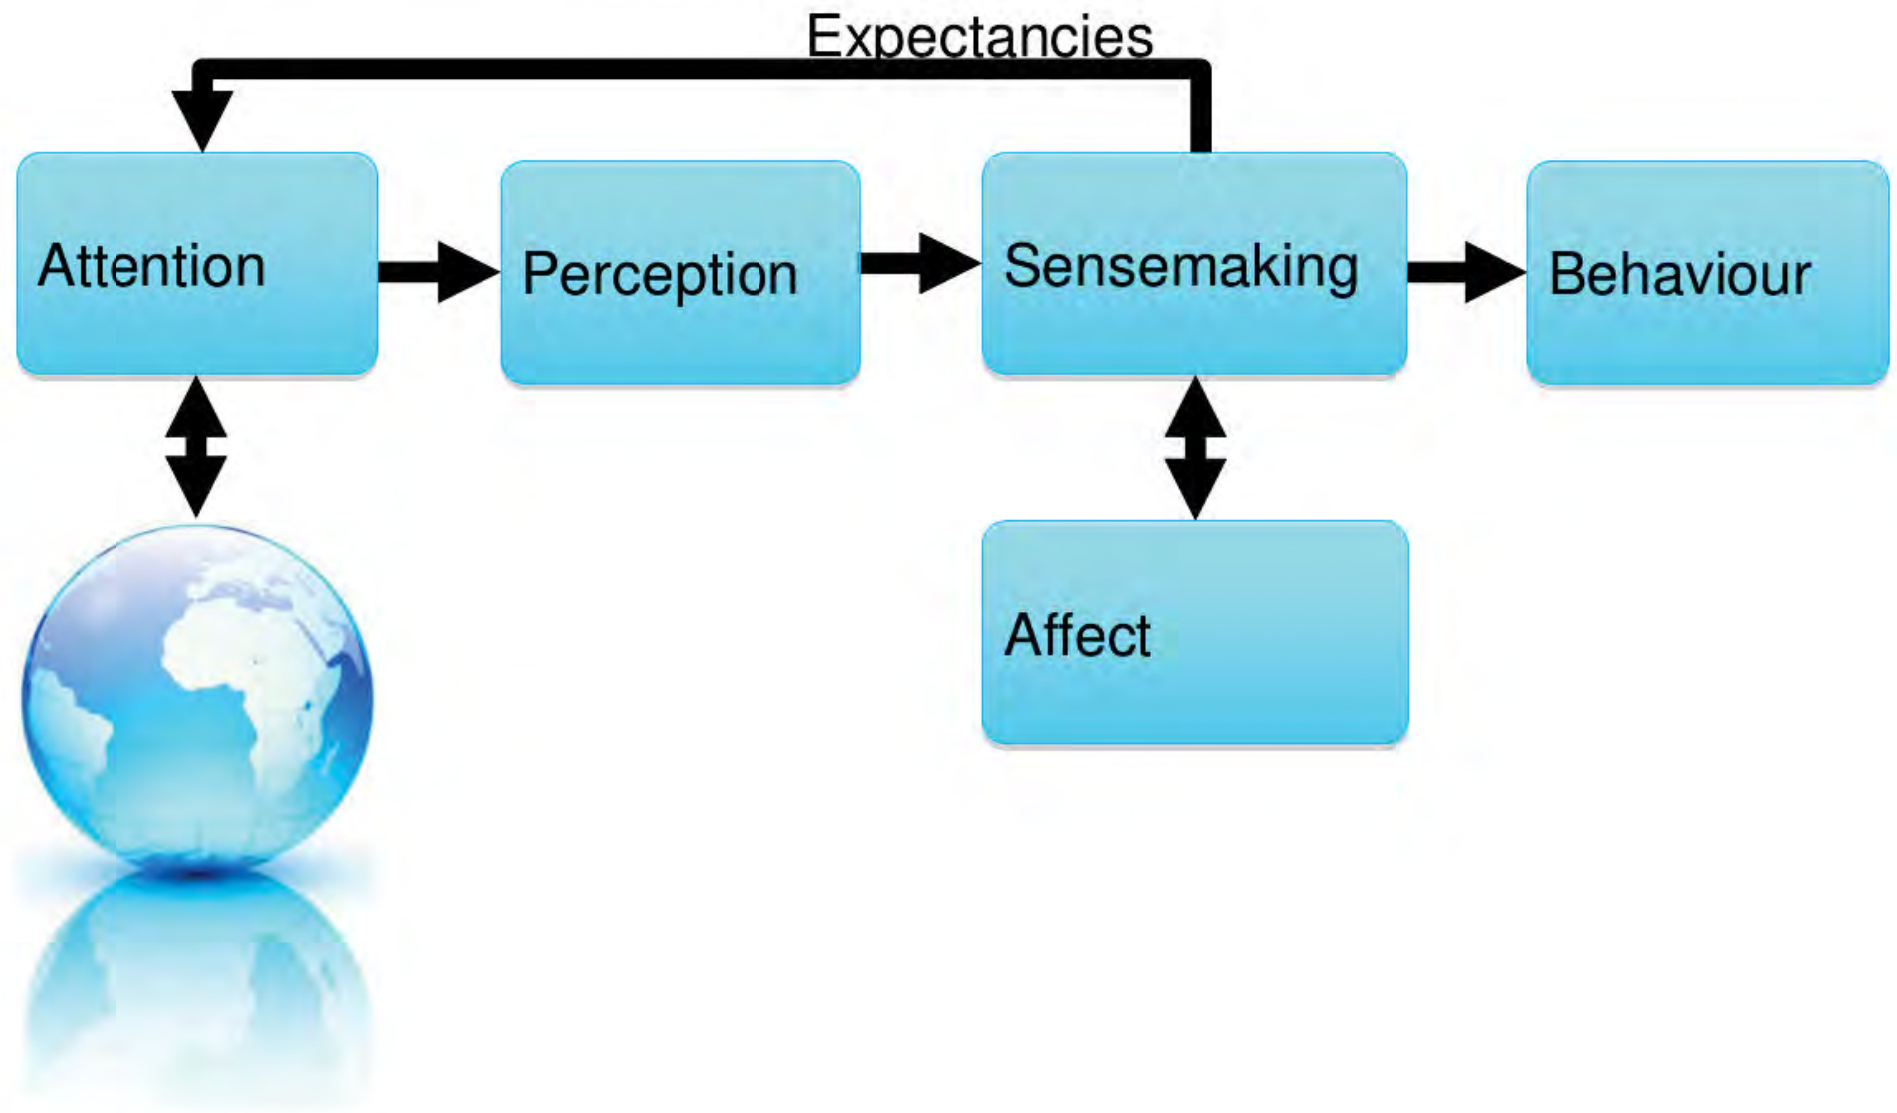 Expectancies
Attention
Perception
Sensemaking
Behaviour
Affect